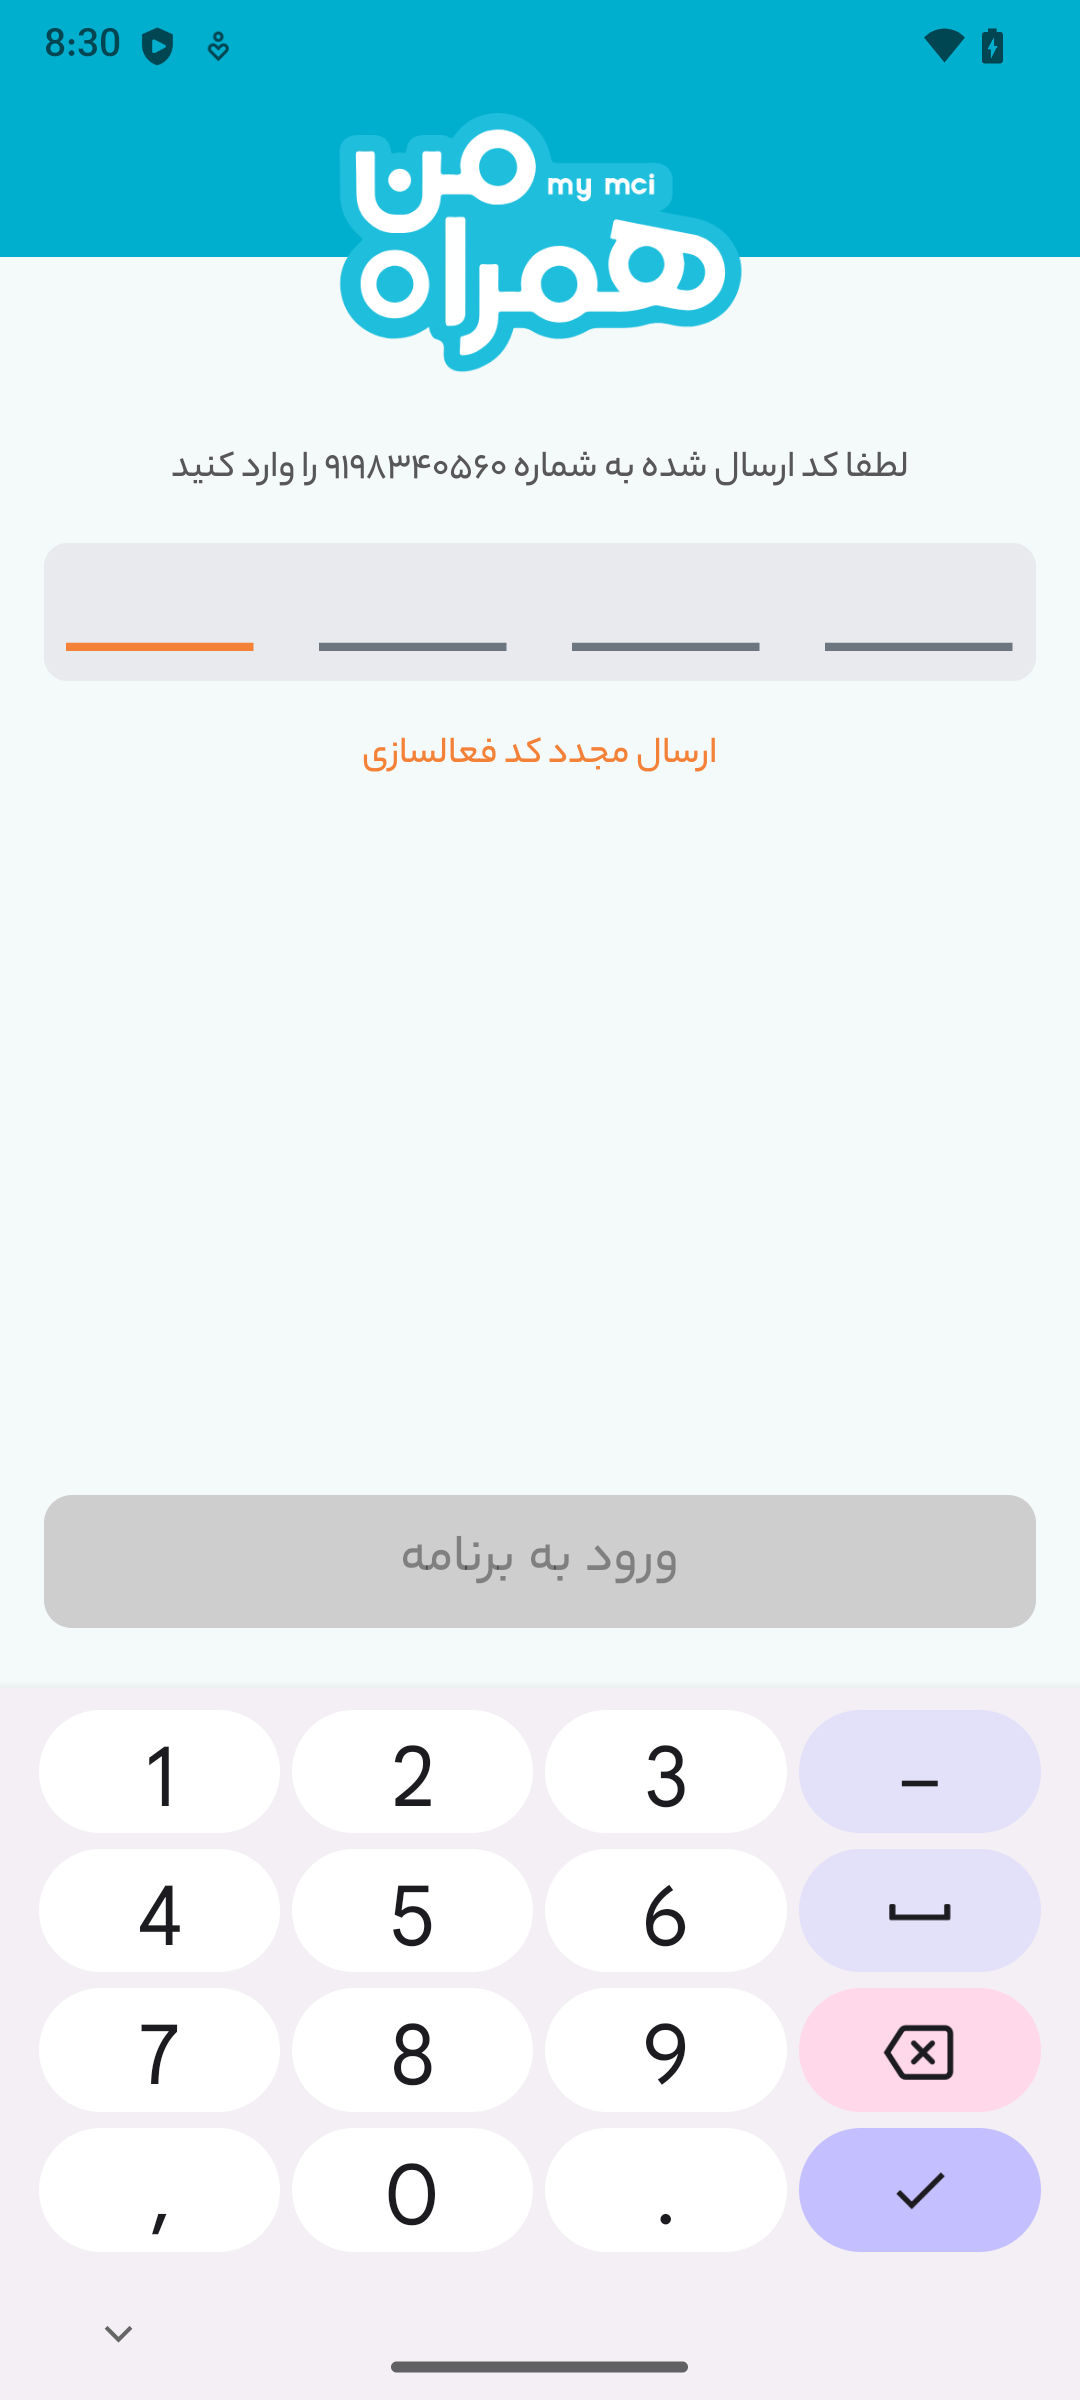 8:30
من
my mci
همراه
لطفا کد ارسال شده به شماره ۹۱۹۸۳۴۰۵۶۰ را وارد کنید
ارسال مجدد کد فعالسازی
ورود به برنامه
1 2 3 –
4 5 6
7 8 9
, 0 .